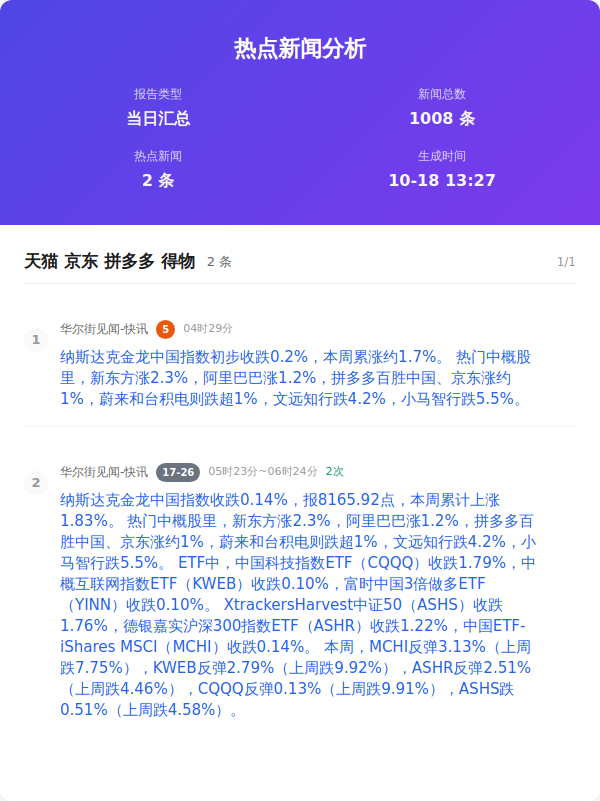 热点新闻分析
报告类型
新闻总数
当日汇总
1008 条
热点新闻
生成时间
2 条
10-18 13:27
天猫 京东 拼多多 得物 2 条 1/1
1
华尔街见闻-快讯 5 04时29分
纳斯达克金龙中国指数初步收跌0.2%，本周累涨约1.7%。 热门中概股
里，新东方涨2.3%，阿里巴巴涨1.2%，拼多多百胜中国、京东涨约
1%，蔚来和台积电则跌超1%，文远知行跌4.2%，小马智行跌5.5%。
2
华尔街见闻-快讯 17-26 05时23分~06时24分 2次
纳斯达克金龙中国指数收跌0.14%，报8165.92点，本周累计上涨
1.83%。 热门中概股里，新东方涨2.3%，阿里巴巴涨1.2%，拼多多百
胜中国、京东涨约1%，蔚来和台积电则跌超1%，文远知行跌4.2%，小
马智行跌5.5%。 ETF中，中国科技指数ETF（CQQQ）收跌1.79%，中
概互联网指数ETF（KWEB）收跌0.10%，富时中国3倍做多ETF
（YINN）收跌0.10%。 XtrackersHarvest中证50（ASHS）收跌
1.76%，德银嘉实沪深300指数ETF（ASHR）收跌1.22%，中国ETF-
iShares MSCI（MCHI）收跌0.14%。 本周，MCHI反弹3.13%（上周
跌7.75%），KWEB反弹2.79%（上周跌9.92%），ASHR反弹2.51%
（上周跌4.46%），CQQQ反弹0.13%（上周跌9.91%），ASHS跌
0.51%（上周跌4.58%）。